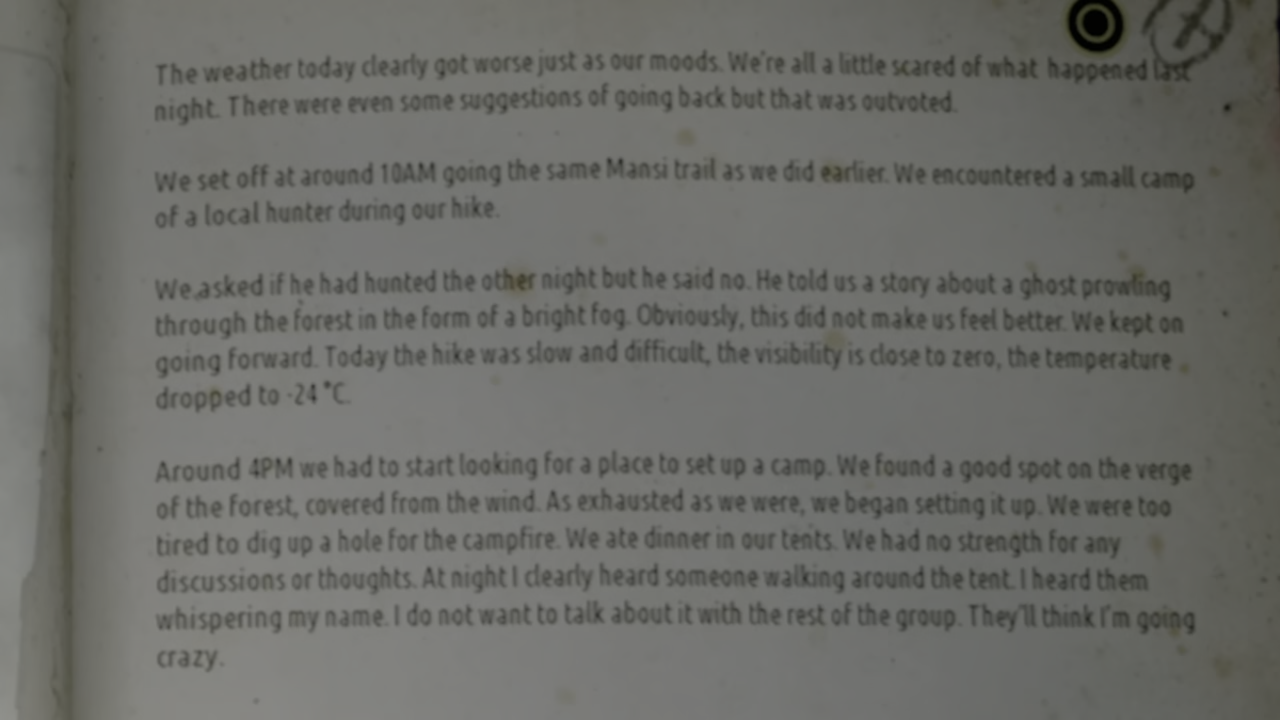 The weather today clearly got worse just as our moods. We're all a little scared of what happened last
night. There were even some suggestions of going back but that was outvoted.
We set off at around 10AM going the same Mansi trail as we did earlier. We encountered a small camp
of a local hunter during our hike.
We asked if he had hunted the other night but he said no. He told us a story about a ghost prowling
through the forest in the form of a bright fog. Obviously, this did not make us feel better. We kept on
going forward. Today the hike was slow and difficult, the visibility is close to zero, the temperature
dropped to -24 °C.
Around 4PM we had to start looking for a place to set up a camp. We found a good spot on the verge
of the forest, covered from the wind. As exhausted as we were, we began setting it up. We were too
tired to dig up a hole for the campfire. We ate dinner in our tents. We had no strength for any
discussions or thoughts. At night I clearly heard someone walking around the tent. I heard them
whispering my name. I do not want to talk about it with the rest of the group. They'll think I'm going
crazy.